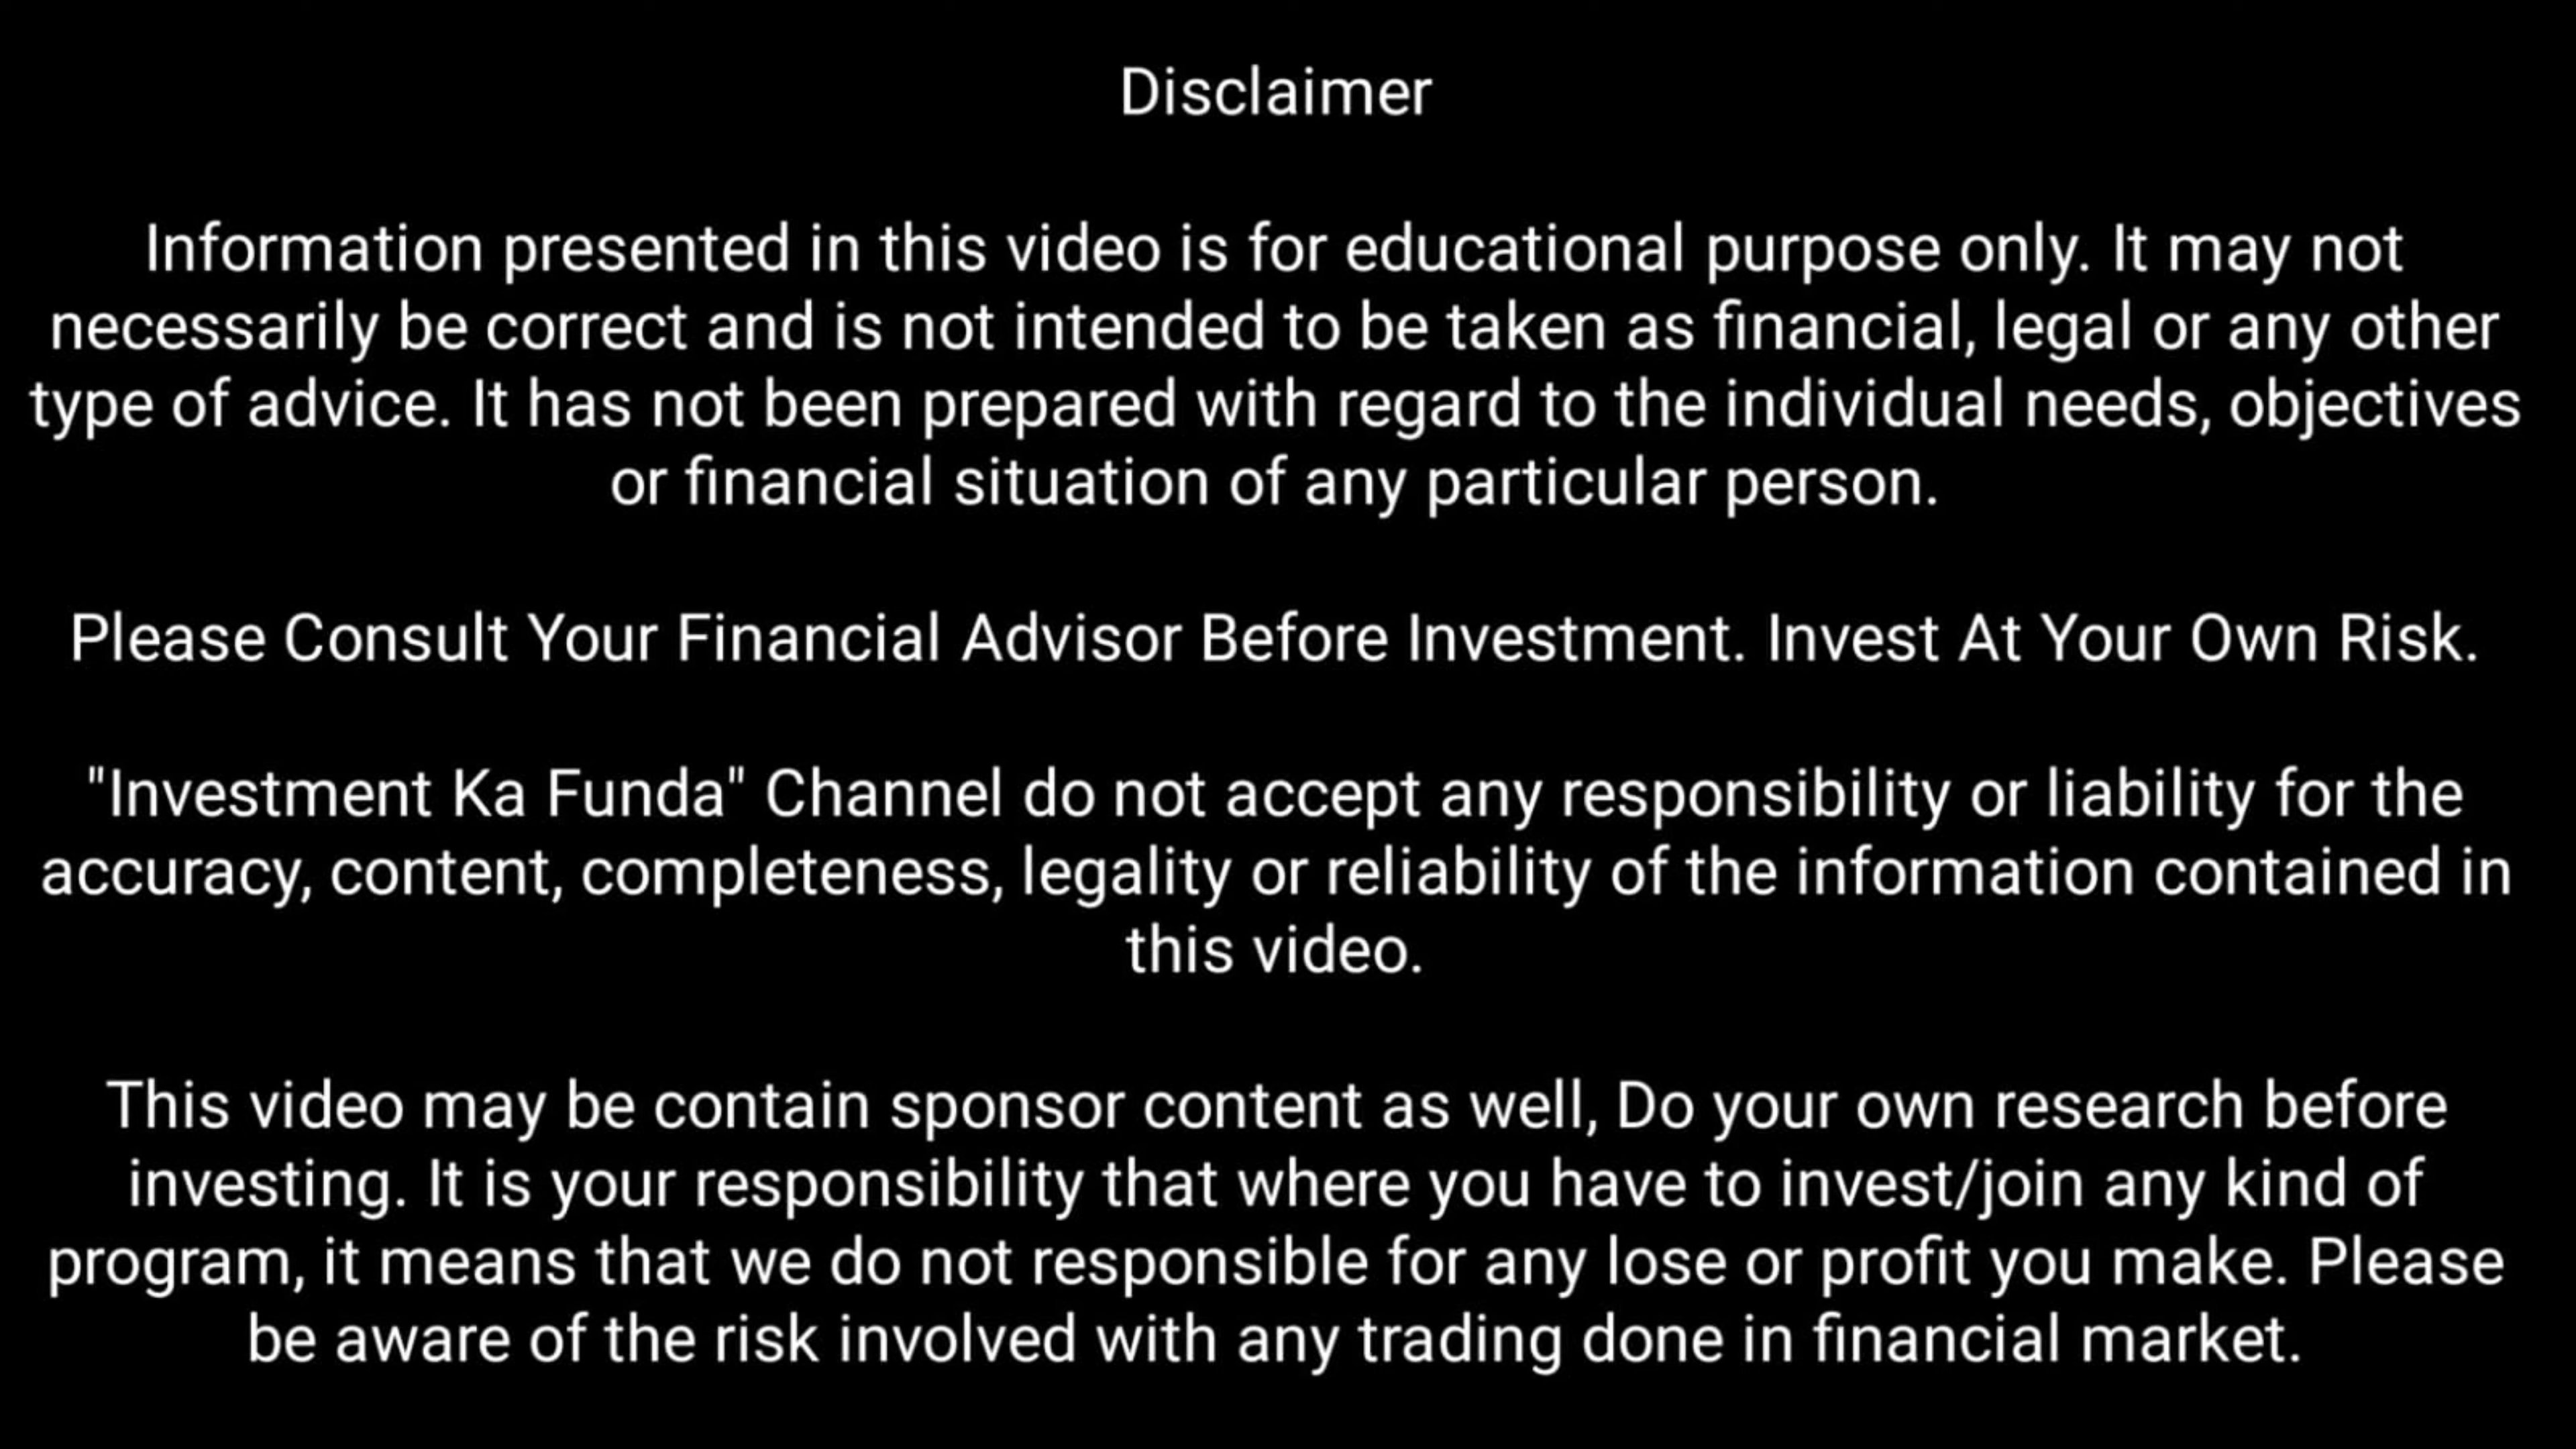 Disclaimer
Information presented in this video is for educational purpose only. It may not
necessarily be correct and is not intended to be taken as financial, legal or any other
type of advice. It has not been prepared with regard to the individual needs, objectives
or financial situation of any particular person.
Please Consult Your Financial Advisor Before Investment. Invest At Your Own Risk.
"Investment Ka Funda" Channel do not accept any responsibility or liability for the
accuracy, content, completeness, legality or reliability of the information contained in
this video.
This video may be contain sponsor content as well, Do your own research before
investing. It is your responsibility that where you have to invest/join any kind of
program, it means that we do not responsible for any lose or profit you make. Please
be aware of the risk involved with any trading done in financial market.